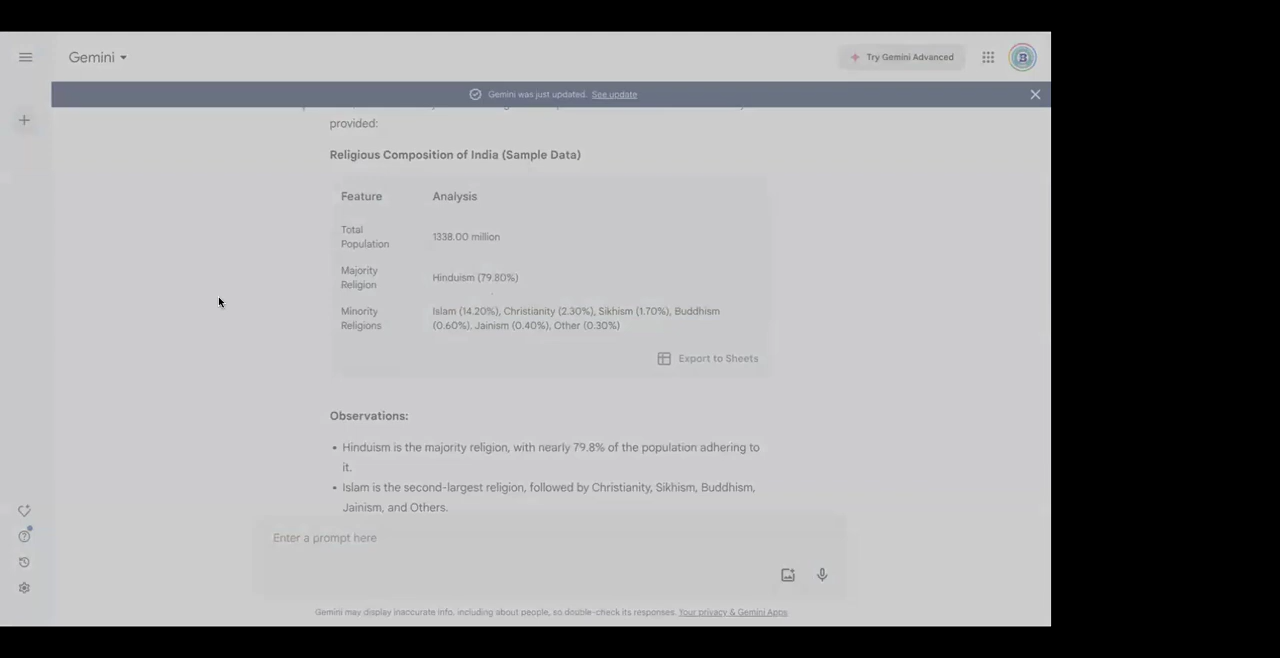 Gemini
Try Gemini Advanced
B
Gemini was just updated. See update
provided:
Religious Composition of India (Sample Data)
Feature Analysis
Total
Population
1338.00 million
Majority
Religion
Hinduism (79.80%)
Minority
Religions
Islam (14.20%), Christianity (2.30%), Sikhism (1.70%), Buddhism
(0.60%), Jainism (0.40%), Other (0.30%)
Export to Sheets
Observations:
• Hinduism is the majority religion, with nearly 79.8% of the population adhering to
it.
• Islam is the second-largest religion, followed by Christianity, Sikhism, Buddhism,
Jainism, and Others.
Enter a prompt here
Gemini may display inaccurate info, including about people, so double-check its responses. Your privacy & Gemini Apps